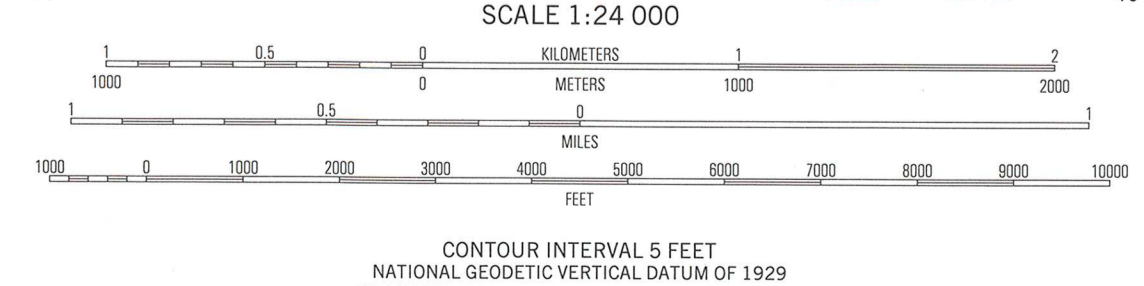 SCALE 1:24 000
1 0.5 0 KILOMETERS 1 2
1000 0 METERS 1000 2000
1 0.5 0 1
MILES
1000 0 1000 2000 3000 4000 5000 6000 7000 8000 9000 10000
FEET
CONTOUR INTERVAL 5 FEET
NATIONAL GEODETIC VERTICAL DATUM OF 1929